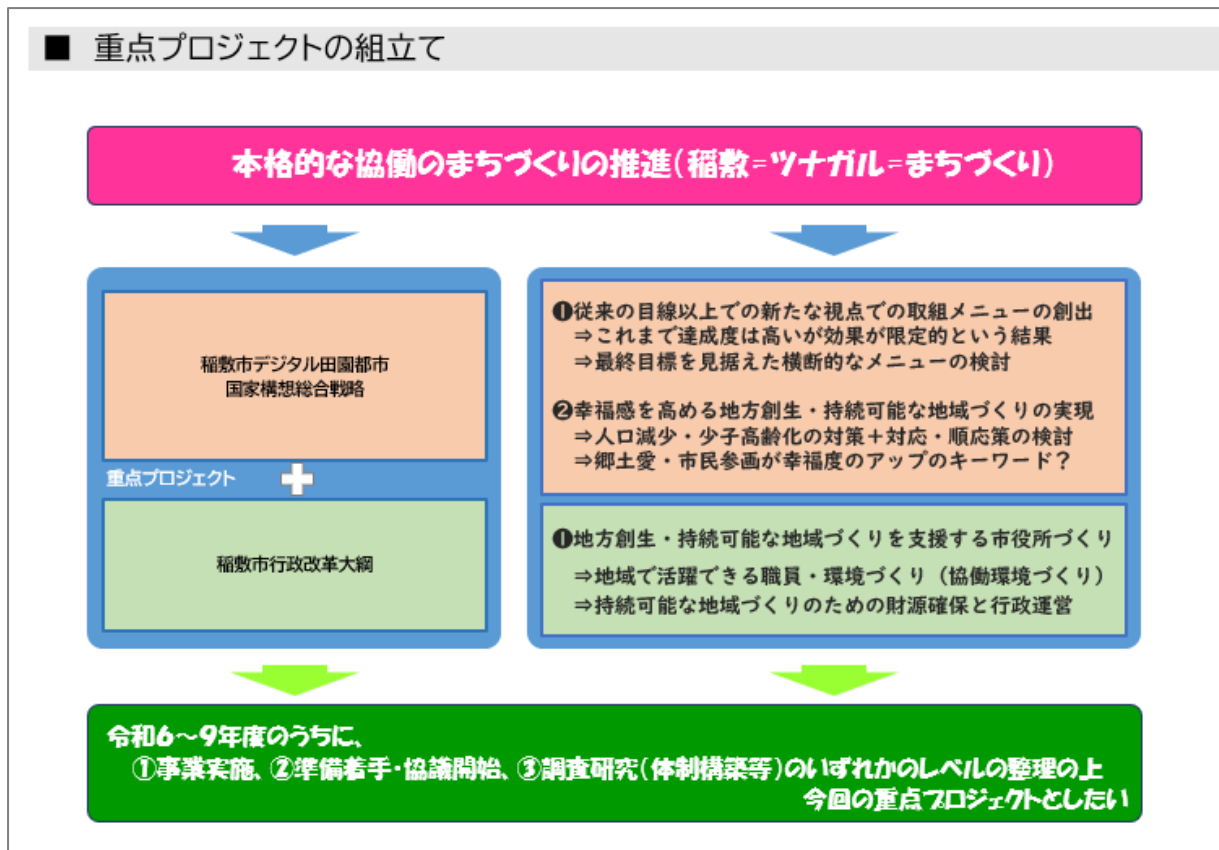 ■ 重点プロジェクトの組立て
本格的な協働のまちづくりの推進(稲敷=ツナガル=まちづくり)
稲敷市デジタル田園都市
国家構想総合戦略
重点プロジェクト
稲敷市行政改革大綱
❶従来の目線以上での新たな視点での取組メニューの創出
⇒これまで達成度は高いが効果が限定的という結果
⇒最終目標を見据えた横断的なメニューの検討
❷幸福感を高める地方創生・持続可能な地域づくりの実現
⇒人口減少・少子高齢化の対策+対応・順応策の検討
⇒郷土愛・市民参画が幸福度のアップのキーワード?
❶地方創生・持続可能な地域づくりを支援する市役所づくり
⇒地域で活躍できる職員・環境づくり(協働環境づくり)
⇒持続可能な地域づくりのための財源確保と行政運営
令和6～9年度のうちに、
①事業実施、②準備着手・協議開始、③調査研究(体制構築等)のいずれかのレベルの整理の上
今回の重点プロジェクトとしたい